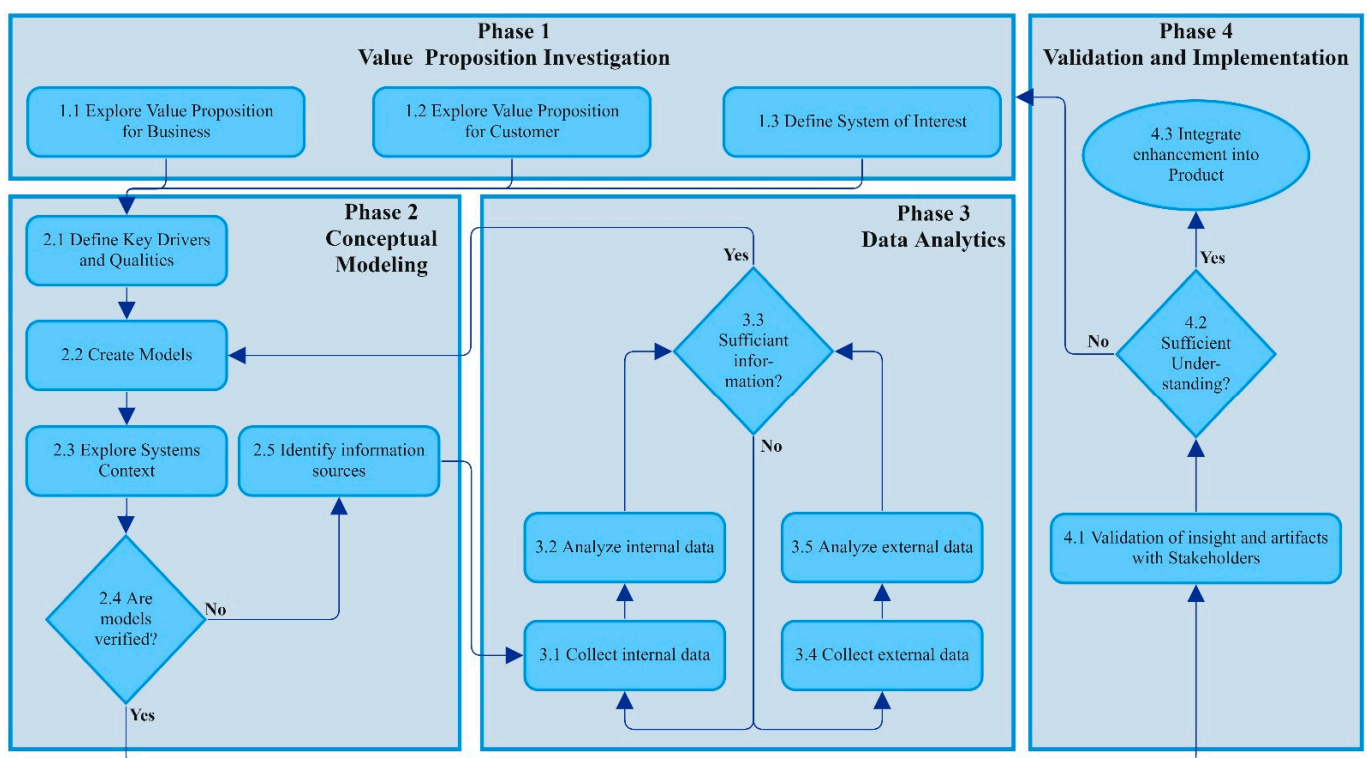 Phase 1
Value Proposition Investigation
1.1 Explore Value Proposition
for Business
1.2 Explore Value Proposition
for Customer
1.3 Define System of Interest
Phase 2
Conceptual
Modeling
2.1 Define Key Drivers
and Qualitics
2.2 Create Models
2.3 Explore Systems
Context
2.5 Identify information
sources
2.4 Are
models
verified?
No
Yes
Phase 3
Data Analytics
Yes
3.3
Sufficiant
infor-
mation?
No
3.2 Analyze internal data
3.5 Analyze external data
3.1 Collect internal data
3.4 Collect external data
Phase 4
Validation and Implementation
4.3 Integrate
enhancement into
Product
Yes
4.2
Sufficient
Under-
standing?
No
4.1 Validation of insight and artifacts
with Stakeholders